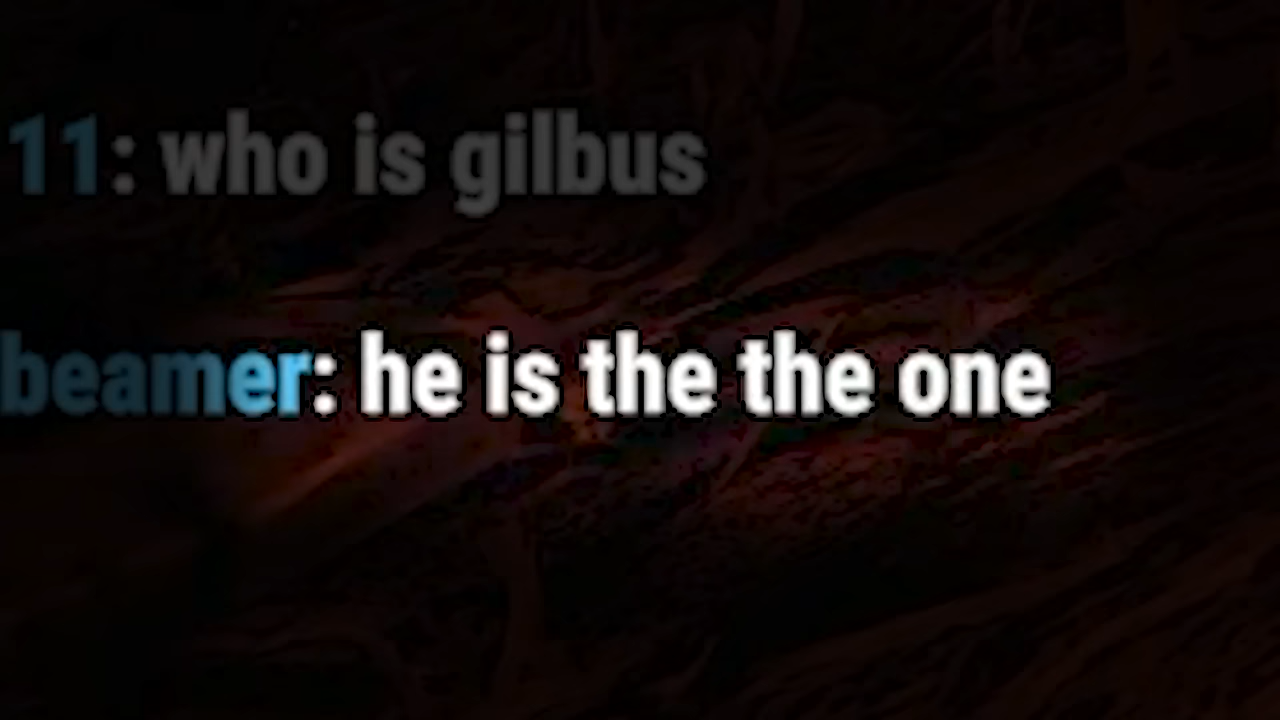 11: who is gilbus
beamer: he is the the one